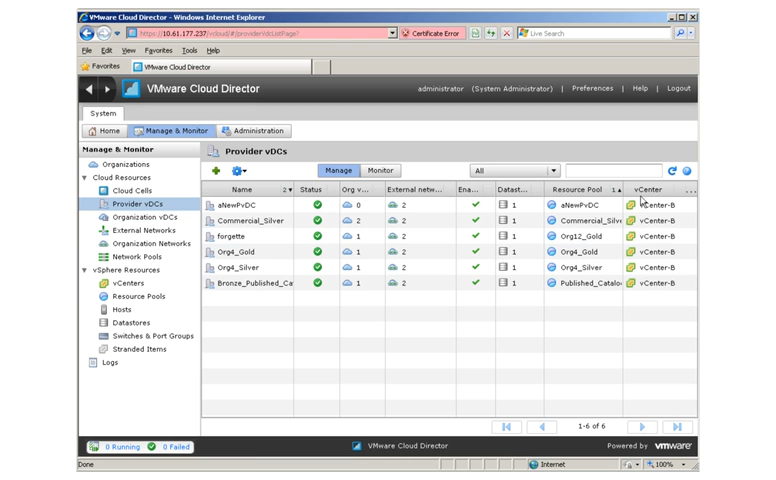 VMware Cloud Director - Windows Internet Explorer
https://10.61.177.237/vcloud/#/providervdcListPage?
Certificate Error
Live Search
File Edit View Favorites Tools Help
Favorites VMware Cloud Director
VMware Cloud Director
administrator (System Administrator) | Preferences | Help | Logout
System
Home Manage & Monitor Administration
Manage & Monitor
Organizations
Cloud Resources
Cloud Cells
Provider vDCs
Organization vDCs
External Networks
Organization Networks
Network Pools
vSphere Resources
vCenters
Resource Pools
Hosts
Datastores
Switches & Port Groups
Stranded Items
Logs
Provider vDCs
Manage Monitor All
Name 2 Status Org v... External netw... Ena... Datast... Resource Pool 1 vCenter ...
aNewPvDC 0 2 1 aNewPvDC vCenter-B
Commercial_Silver 2 2 1 Commercial_Silve vCenter-B
forgette 1 2 1 Org12_Gold vCenter-B
Org4_Gold 1 2 1 Org4_Gold vCenter-B
Org4_Silver 1 2 1 Org4_Silver vCenter-B
Bronze_Published_Ca 1 2 1 Published_Catalo vCenter-B
1-6 of 6
0 Running 0 Failed
VMware Cloud Director
Powered by vmware
Done Internet 100%